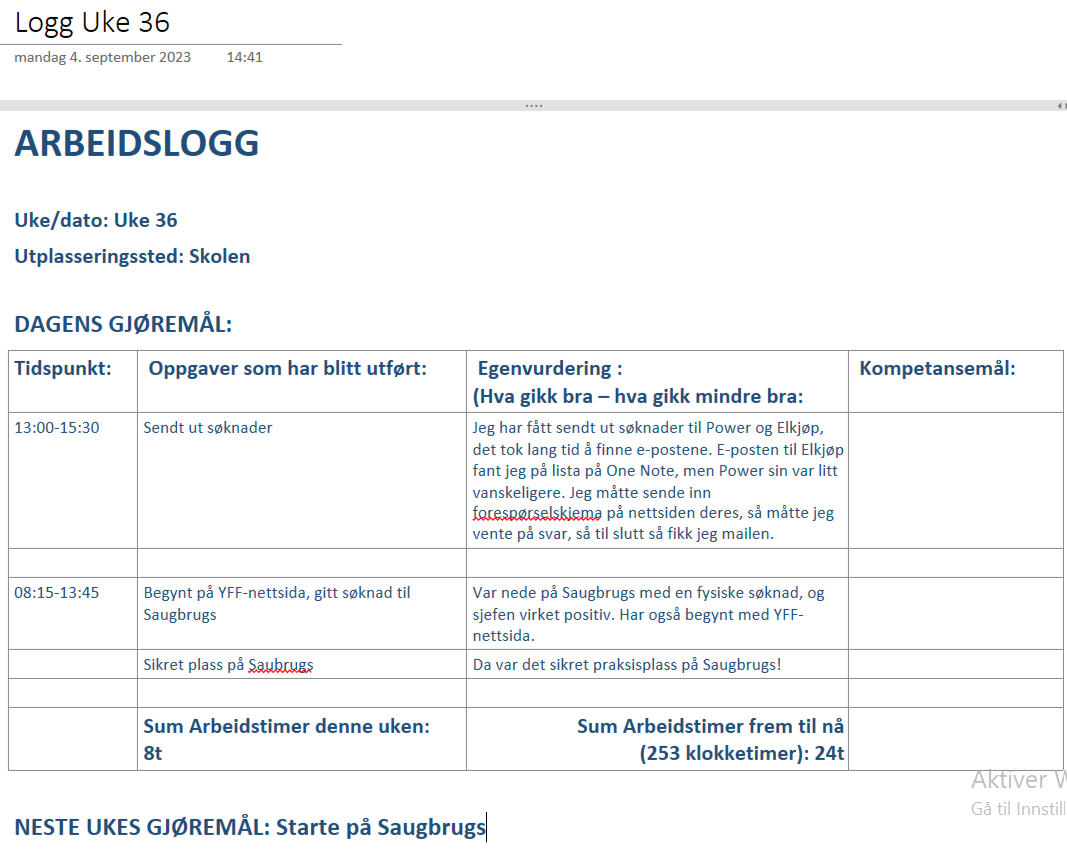 Logg Uke 36
mandag 4. september 2023 14:41
ARBEIDSLOGG
Uke/dato: Uke 36
Utplasseringssted: Skolen
DAGENS GJØREMÅL:
Tidspunkt:
Oppgaver som har blitt utført:
Egenvurdering :
(Hva gikk bra – hva gikk mindre bra:
Kompetansemål:
13:00-15:30
Sendt ut søknader
Jeg har fått sendt ut søknader til Power og Elkjøp,
det tok lang tid å finne e-postene. E-posten til Elkjøp
fant jeg på lista på One Note, men Power sin var litt
vanskeligere. Jeg måtte sende inn
forespørselskjema på nettsiden deres, så måtte jeg
vente på svar, så til slutt så fikk jeg mailen.
08:15-13:45
Begynt på YFF-nettsida, gitt søknad til
Saugbrugs
Var nede på Saugbrugs med en fysiske søknad, og
sjefen virket positiv. Har også begynt med YFF-
nettsida.
Sikret plass på Saubrugs
Da var det sikret praksisplass på Saugbrugs!
Sum Arbeidstimer denne uken:
8t
Sum Arbeidstimer frem til nå
(253 klokketimer): 24t
Aktiver W
Gå til Innstill
NESTE UKES GJØREMÅL: Starte på Saugbrugs